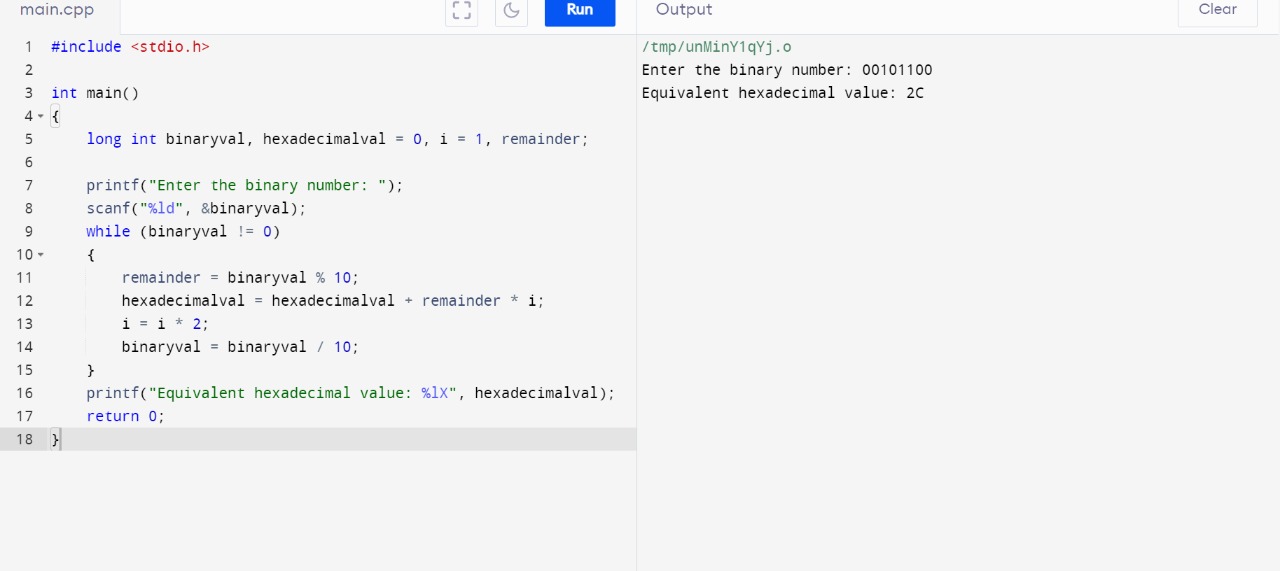 main.cpp
Run
Output
Clear
1 #include <stdio.h>
2
3 int main()
4 {
5     long int binaryval, hexadecimalval = 0, i = 1, remainder;
6
7     printf("Enter the binary number: ");
8     scanf("%ld", &binaryval);
9     while (binaryval != 0)
10     {
11         remainder = binaryval % 10;
12         hexadecimalval = hexadecimalval + remainder * i;
13         i = i * 2;
14         binaryval = binaryval / 10;
15     }
16     printf("Equivalent hexadecimal value: %lX", hexadecimalval);
17     return 0;
18 }
/tmp/unMinY1qYj.o
Enter the binary number: 00101100
Equivalent hexadecimal value: 2C